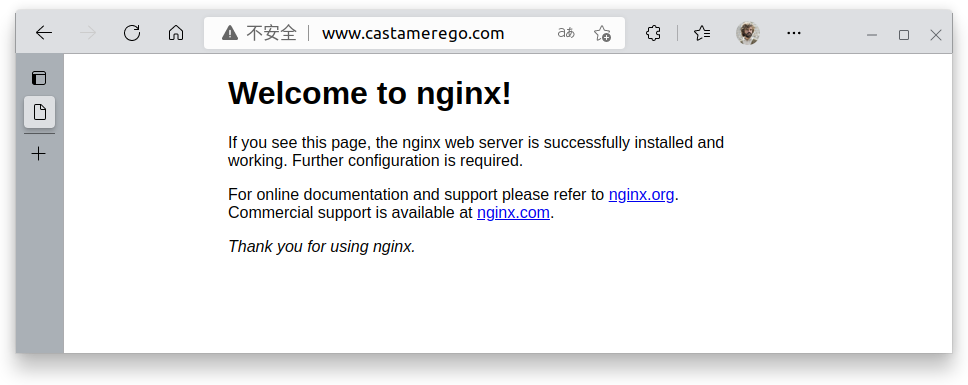 不安全 www.castamerego.com aあ
Welcome to nginx!
If you see this page, the nginx web server is successfully installed and
working. Further configuration is required.
For online documentation and support please refer to nginx.org.
Commercial support is available at nginx.com.
Thank you for using nginx.